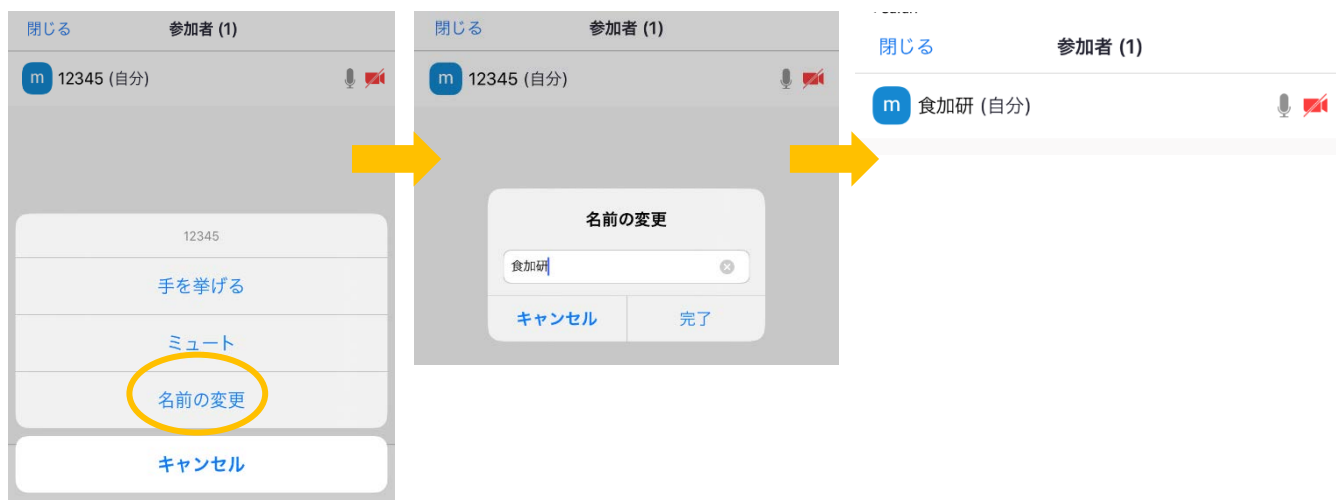 閉じる
参加者 (1)
m
12345 (自分)
12345
手を挙げる
ミュート
名前の変更
キャンセル
閉じる
参加者 (1)
m
12345 (自分)
名前の変更
食加研
キャンセル
完了
閉じる
参加者 (1)
m
食加研 (自分)